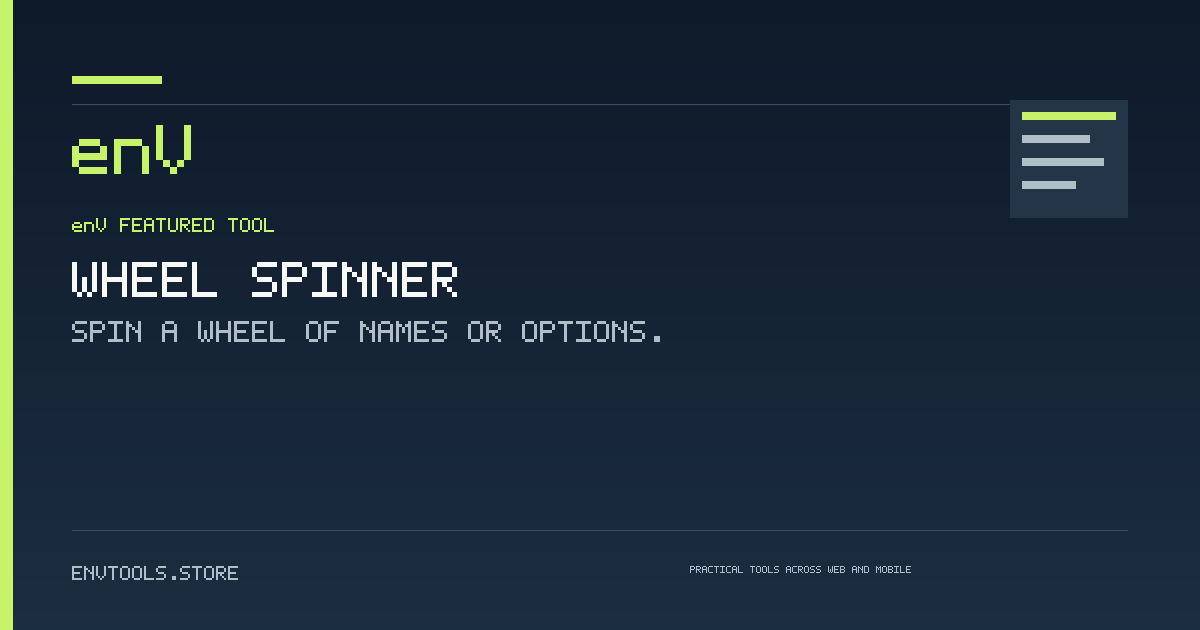 enV
enV FEATURED TOOL
WHEEL SPINNER
SPIN A WHEEL OF NAMES OR OPTIONS.
ENVTOOLS.STORE
PRACTICAL TOOLS ACROSS WEB AND MOBILE